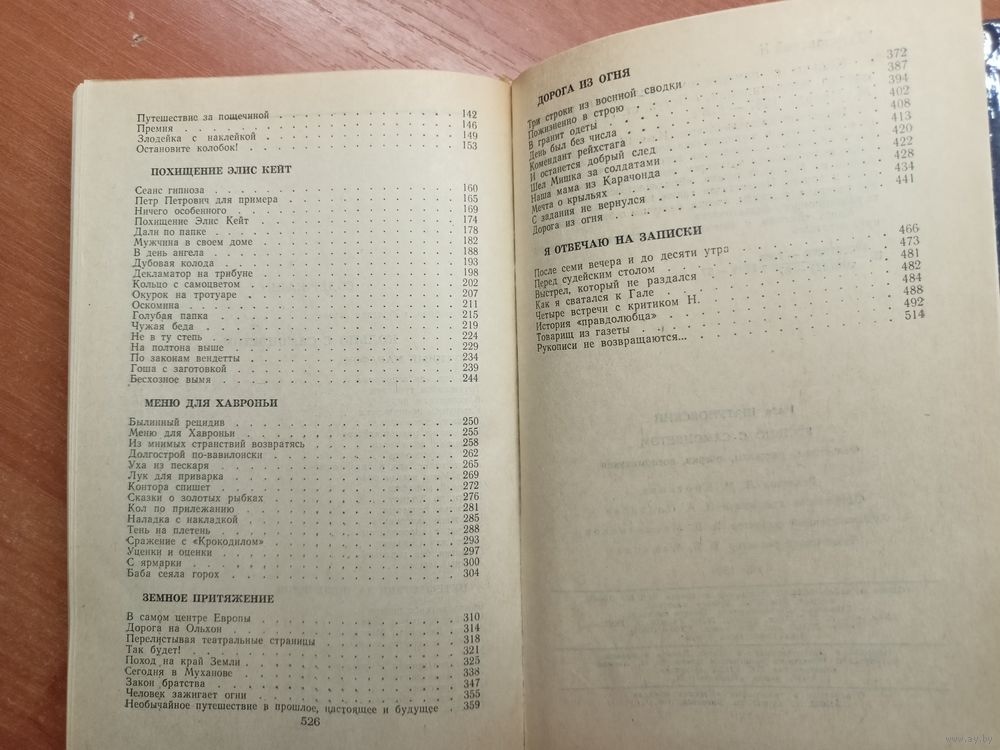 Путешествие за пощечиной 142
Премия 146
Злодейка с наклейкой 149
Остановите колобок! 153
ПОХИЩЕНИЕ ЭЛИС КЕЙТ
Сеанс гипноза 160
Петр Петрович для примера 165
Ничего особенного 169
Похищение Элис Кейт 174
Дали по папке 178
Мужчина в своем доме 182
В день ангела 188
Дубовая колода 193
Декламатор на трибуне 198
Кольцо с самоцветом 202
Окурок на тротуаре 207
Оскомина 211
Голубая папка 215
Чужая беда 219
Не в ту степь 224
На полтона выше 229
По законам вендетты 234
Гоша с заготовкой 239
Бесхозное вымя 244
МЕНЮ ДЛЯ ХАВРОНЬИ
Былинный рецидив 250
Меню для Хавроньи 255
Из мнимых странствий возвратясь 258
Долгострой по-вавилонски 262
Уха из пескаря 265
Лук для приварка 269
Контора спишет 272
Сказки о золотых рыбках 276
Кол по прилежанию 281
Наладка с накладкой 285
Тень на плетень 288
Сражение с «Крокодилом» 293
Уценки и оценки 297
С ярмарки 300
Баба сеяла горох 304
ЗЕМНОЕ ПРИТЯЖЕНИЕ
В самом центре Европы 310
Дорога на Ольхон 314
Перелистывая театральные страницы 318
Так будет! 321
Поход на край Земли 325
Сегодня в Муханове 338
Закон братства 347
Человек зажигает огни 355
Необычайное путешествие в прошлое, настоящее и будущее 359
526
ДОРОГА ИЗ ОГНЯ
Три строки из военной сводки 372
Пожизненно в строю 387
В гранит одеты 394
День был без числа 402
Комендант рейхстага 408
И останется добрый след 413
Шел Мишка за солдатами 420
Наша мама из Карачонда 422
Мечта о крыльях 428
С задания не вернулся 434
Дорога из огня 441
Я ОТВЕЧАЮ НА ЗАПИСКИ
После семи вечера и до десяти утра 466
Перед судейским столом 473
Выстрел, который не раздался 481
Как я сватался к Гале 482
Четыре встречи с критиком Н. 484
История «правдолюбца» 488
Товарищ из газеты 492
Рукописи не возвращаются... 514
www.ay.by